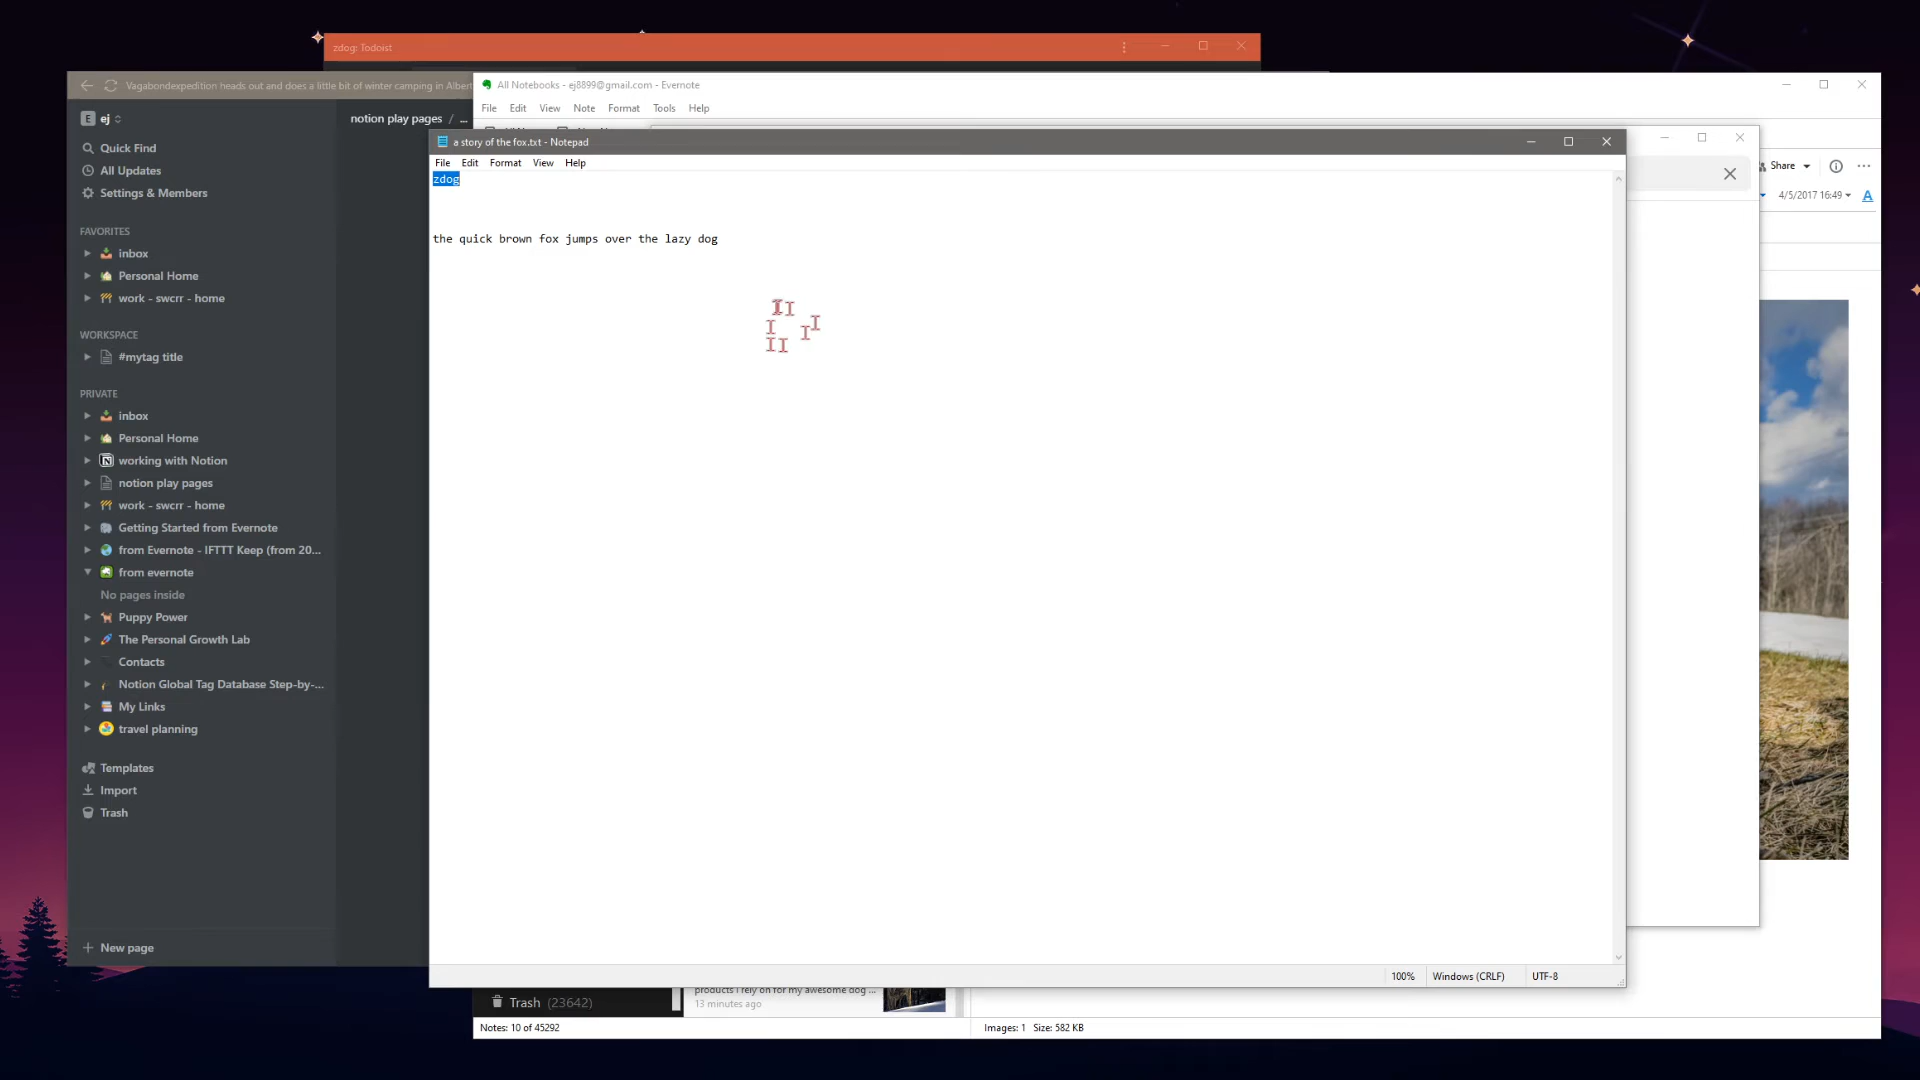 zdog: Todoist
Vagabondexpedition heads out and does a little bit of winter camping in Albert
All Notebooks - ej8899@gmail.com - Evernote
File Edit View Note Format Tools Help
E ej
notion play pages / ...
a story of the fox.txt - Notepad
File Edit Format View Help
zdog
the quick brown fox jumps over the lazy dog
Share
4/5/2017 16:49
A
Quick Find
All Updates
Settings & Members
FAVORITES
inbox
Personal Home
work - swcrr - home
WORKSPACE
#mytag title
PRIVATE
inbox
Personal Home
working with Notion
notion play pages
work - swcrr - home
Getting Started from Evernote
from Evernote - IFTTT Keep (from 20...
from evernote
No pages inside
Puppy Power
The Personal Growth Lab
Contacts
Notion Global Tag Database Step-by-...
My Links
travel planning
Templates
Import
Trash
New page
100% Windows (CRLF) UTF-8
Trash (23642)
products I rely on for my awesome dog ...
13 minutes ago
Notes: 10 of 45292
Images: 1 Size: 582 KB